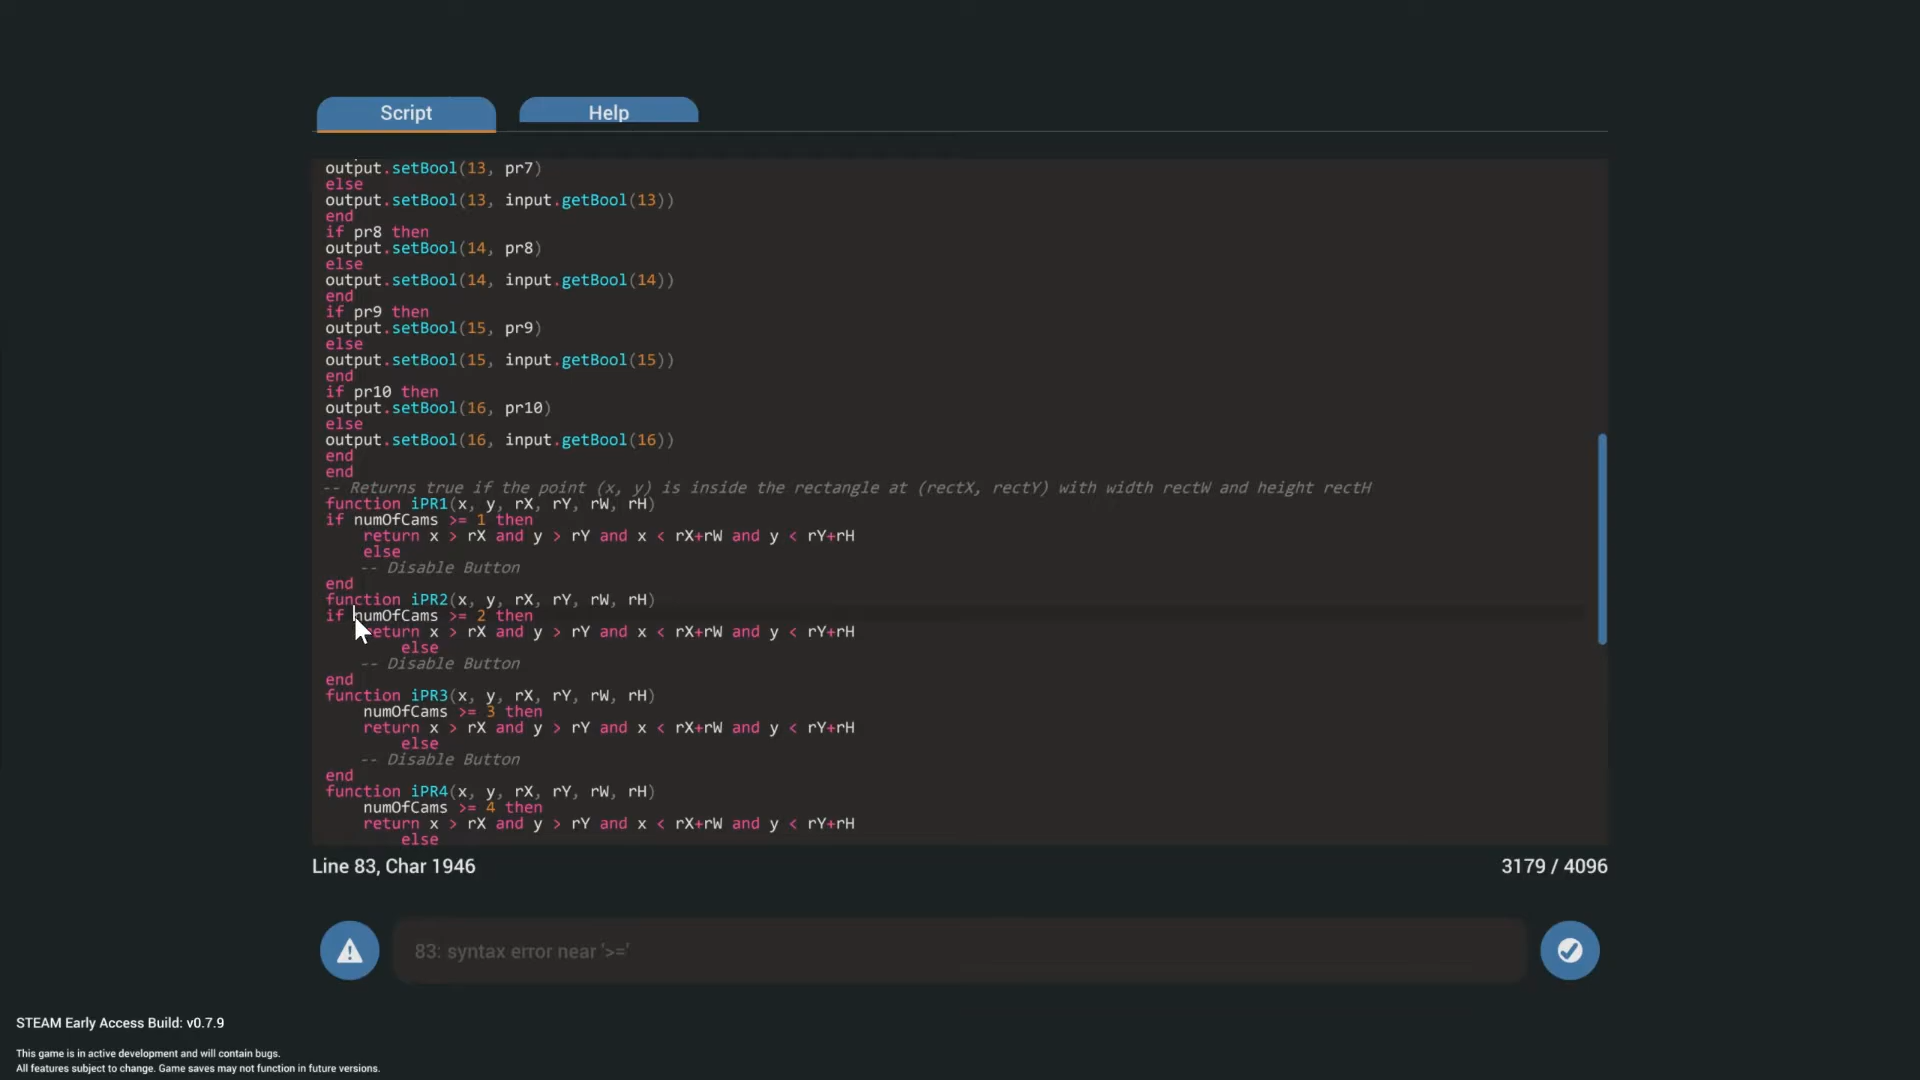 Script
Help
output.setBool(13, pr7)
else
output.setBool(13, input.getBool(13))
end
if pr8 then
output.setBool(14, pr8)
else
output.setBool(14, input.getBool(14))
end
if pr9 then
output.setBool(15, pr9)
else
output.setBool(15, input.getBool(15))
end
if pr10 then
output.setBool(16, pr10)
else
output.setBool(16, input.getBool(16))
end
end
-- Returns true if the point (x, y) is inside the rectangle at (rectX, rectY) with width rectW and height rectH
function iPR1(x, y, rX, rY, rW, rH)
if numOfCams >= 1 then
return x > rX and y > rY and x < rX+rW and y < rY+rH
else
-- Disable Button
end
function iPR2(x, y, rX, rY, rW, rH)
if numOfCams >= 2 then
return x > rX and y > rY and x < rX+rW and y < rY+rH
else
-- Disable Button
end
function iPR3(x, y, rX, rY, rW, rH)
numOfCams >= 3 then
return x > rX and y > rY and x < rX+rW and y < rY+rH
else
-- Disable Button
end
function iPR4(x, y, rX, rY, rW, rH)
numOfCams >= 4 then
return x > rX and y > rY and x < rX+rW and y < rY+rH
else
Line 83, Char 1946
3179 / 4096
83: syntax error near '>='
STEAM Early Access Build: v0.7.9
This game is in active development and will contain bugs.
All features subject to change. Game saves may not function in future versions.